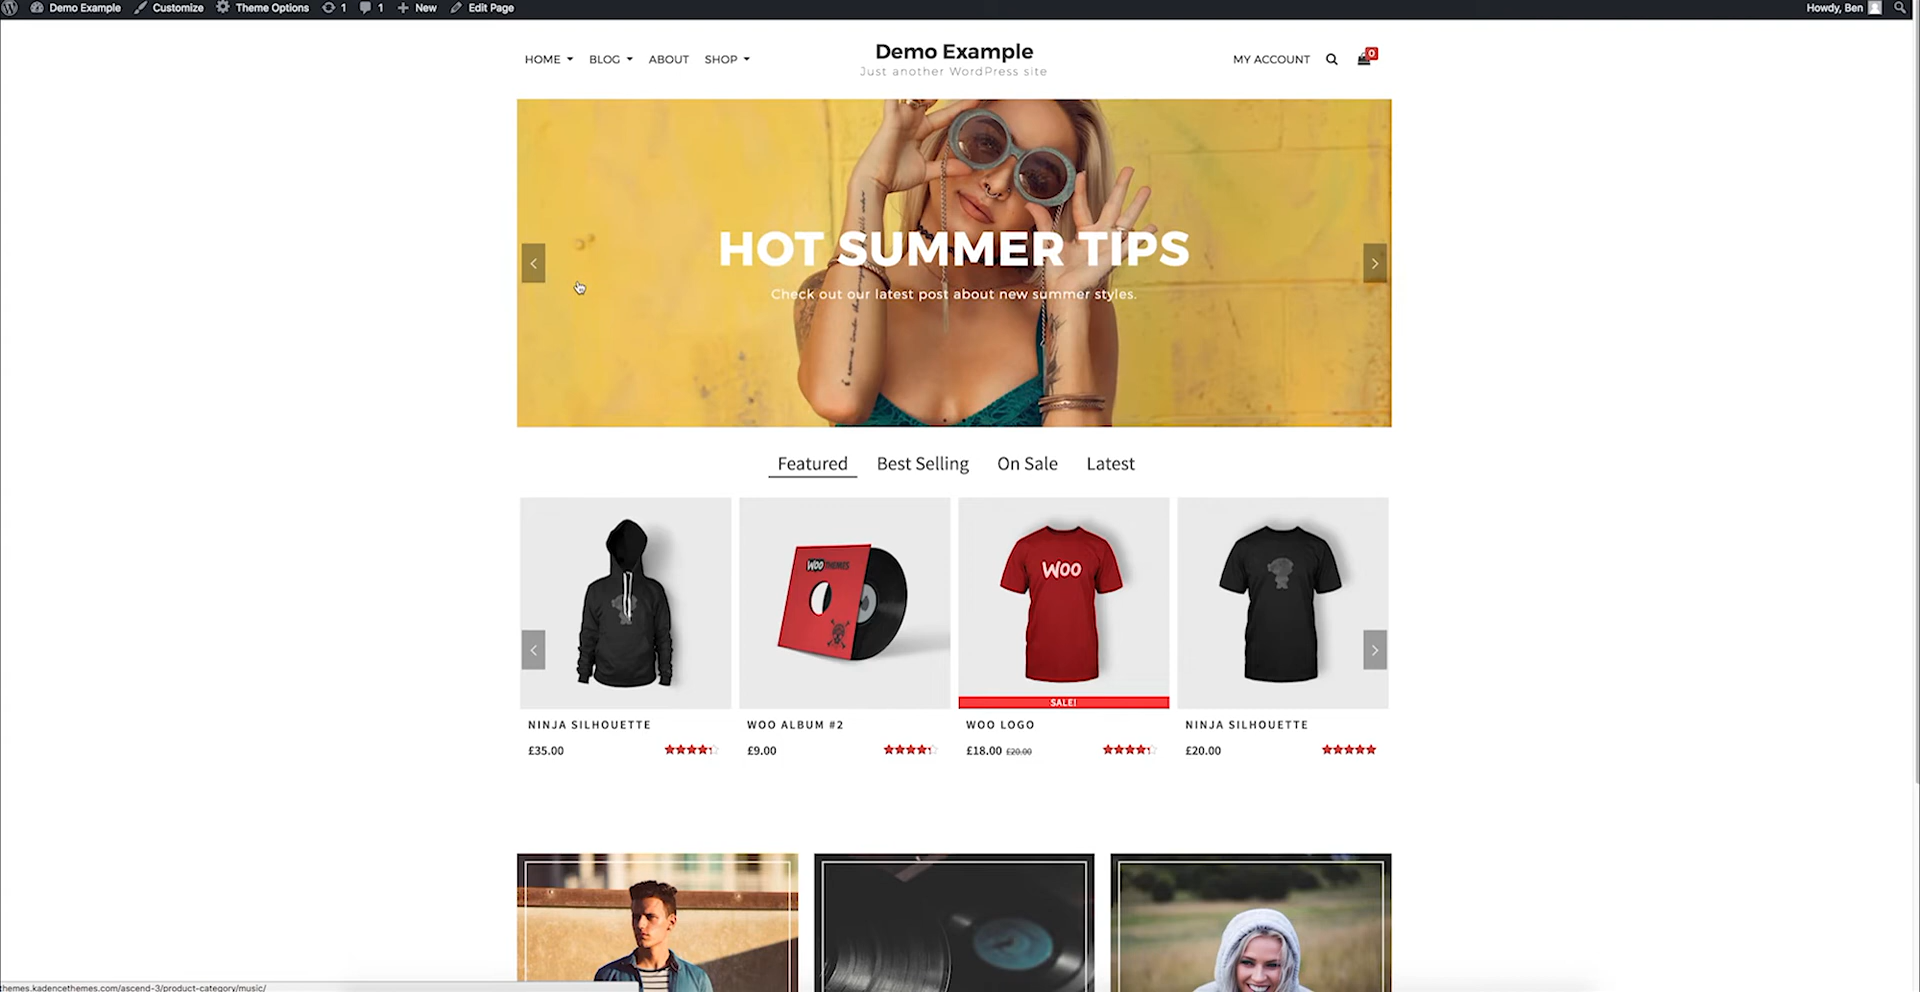 Demo Example Customize Theme Options 1 1 New Edit Page Howdy, Ben
HOME BLOG ABOUT SHOP
Demo Example
Just another WordPress site
MY ACCOUNT 0
HOT SUMMER TIPS
Check out our latest post about new summer styles.
Featured Best Selling On Sale Latest
WOOTHEMES
WOO
SALE!
NINJA SILHOUETTE WOO ALBUM #2 WOO LOGO NINJA SILHOUETTE
£35.00 £9.00 £18.00 £20.00 £20.00
themes.kadencethemes.com/ascend-3/product-category/music/